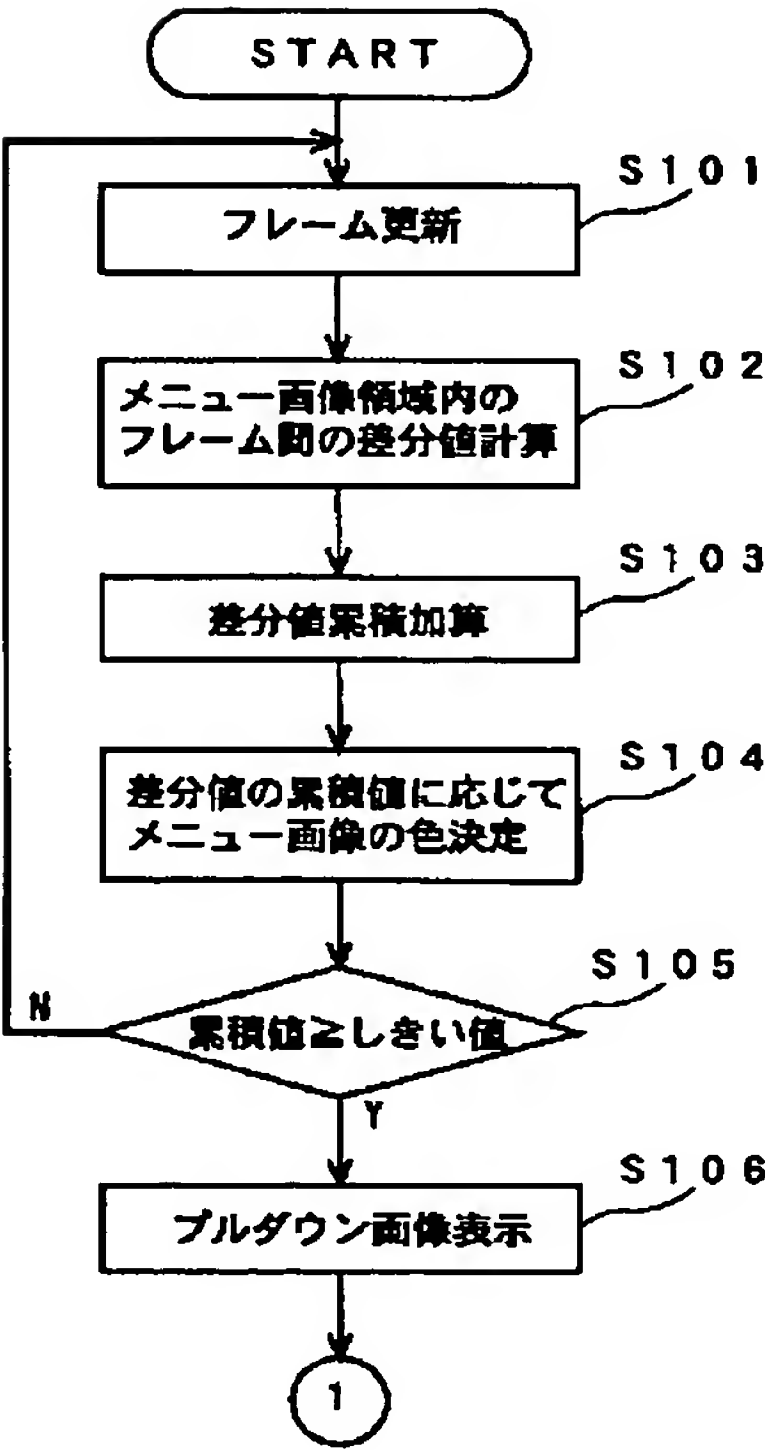 START
S101
フレーム更新
S102
メニュー画像領域内の
フレーム間の差分値計算
S103
差分値累積加算
S104
差分値の累積値に応じて
メニュー画像の色決定
S105
累積値≧しきい値
N
Y
S106
プルダウン画像表示
1